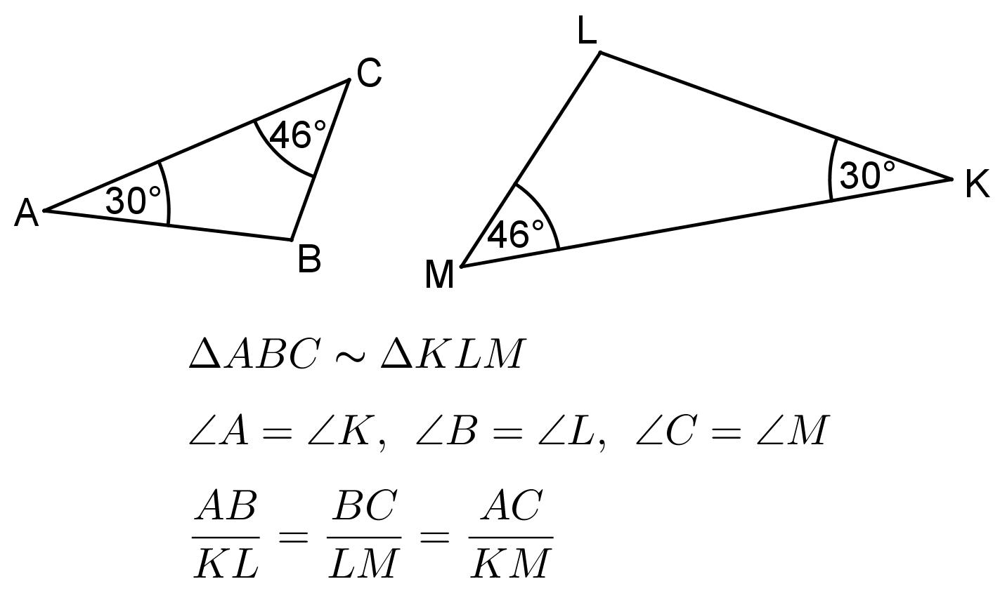 L
C
46°
30°
30°
K
A
46°
B
M
ΔABC ∼ ΔKLM
∠A = ∠K, ∠B = ∠L, ∠C = ∠M
AB/KL = BC/LM = AC/KM